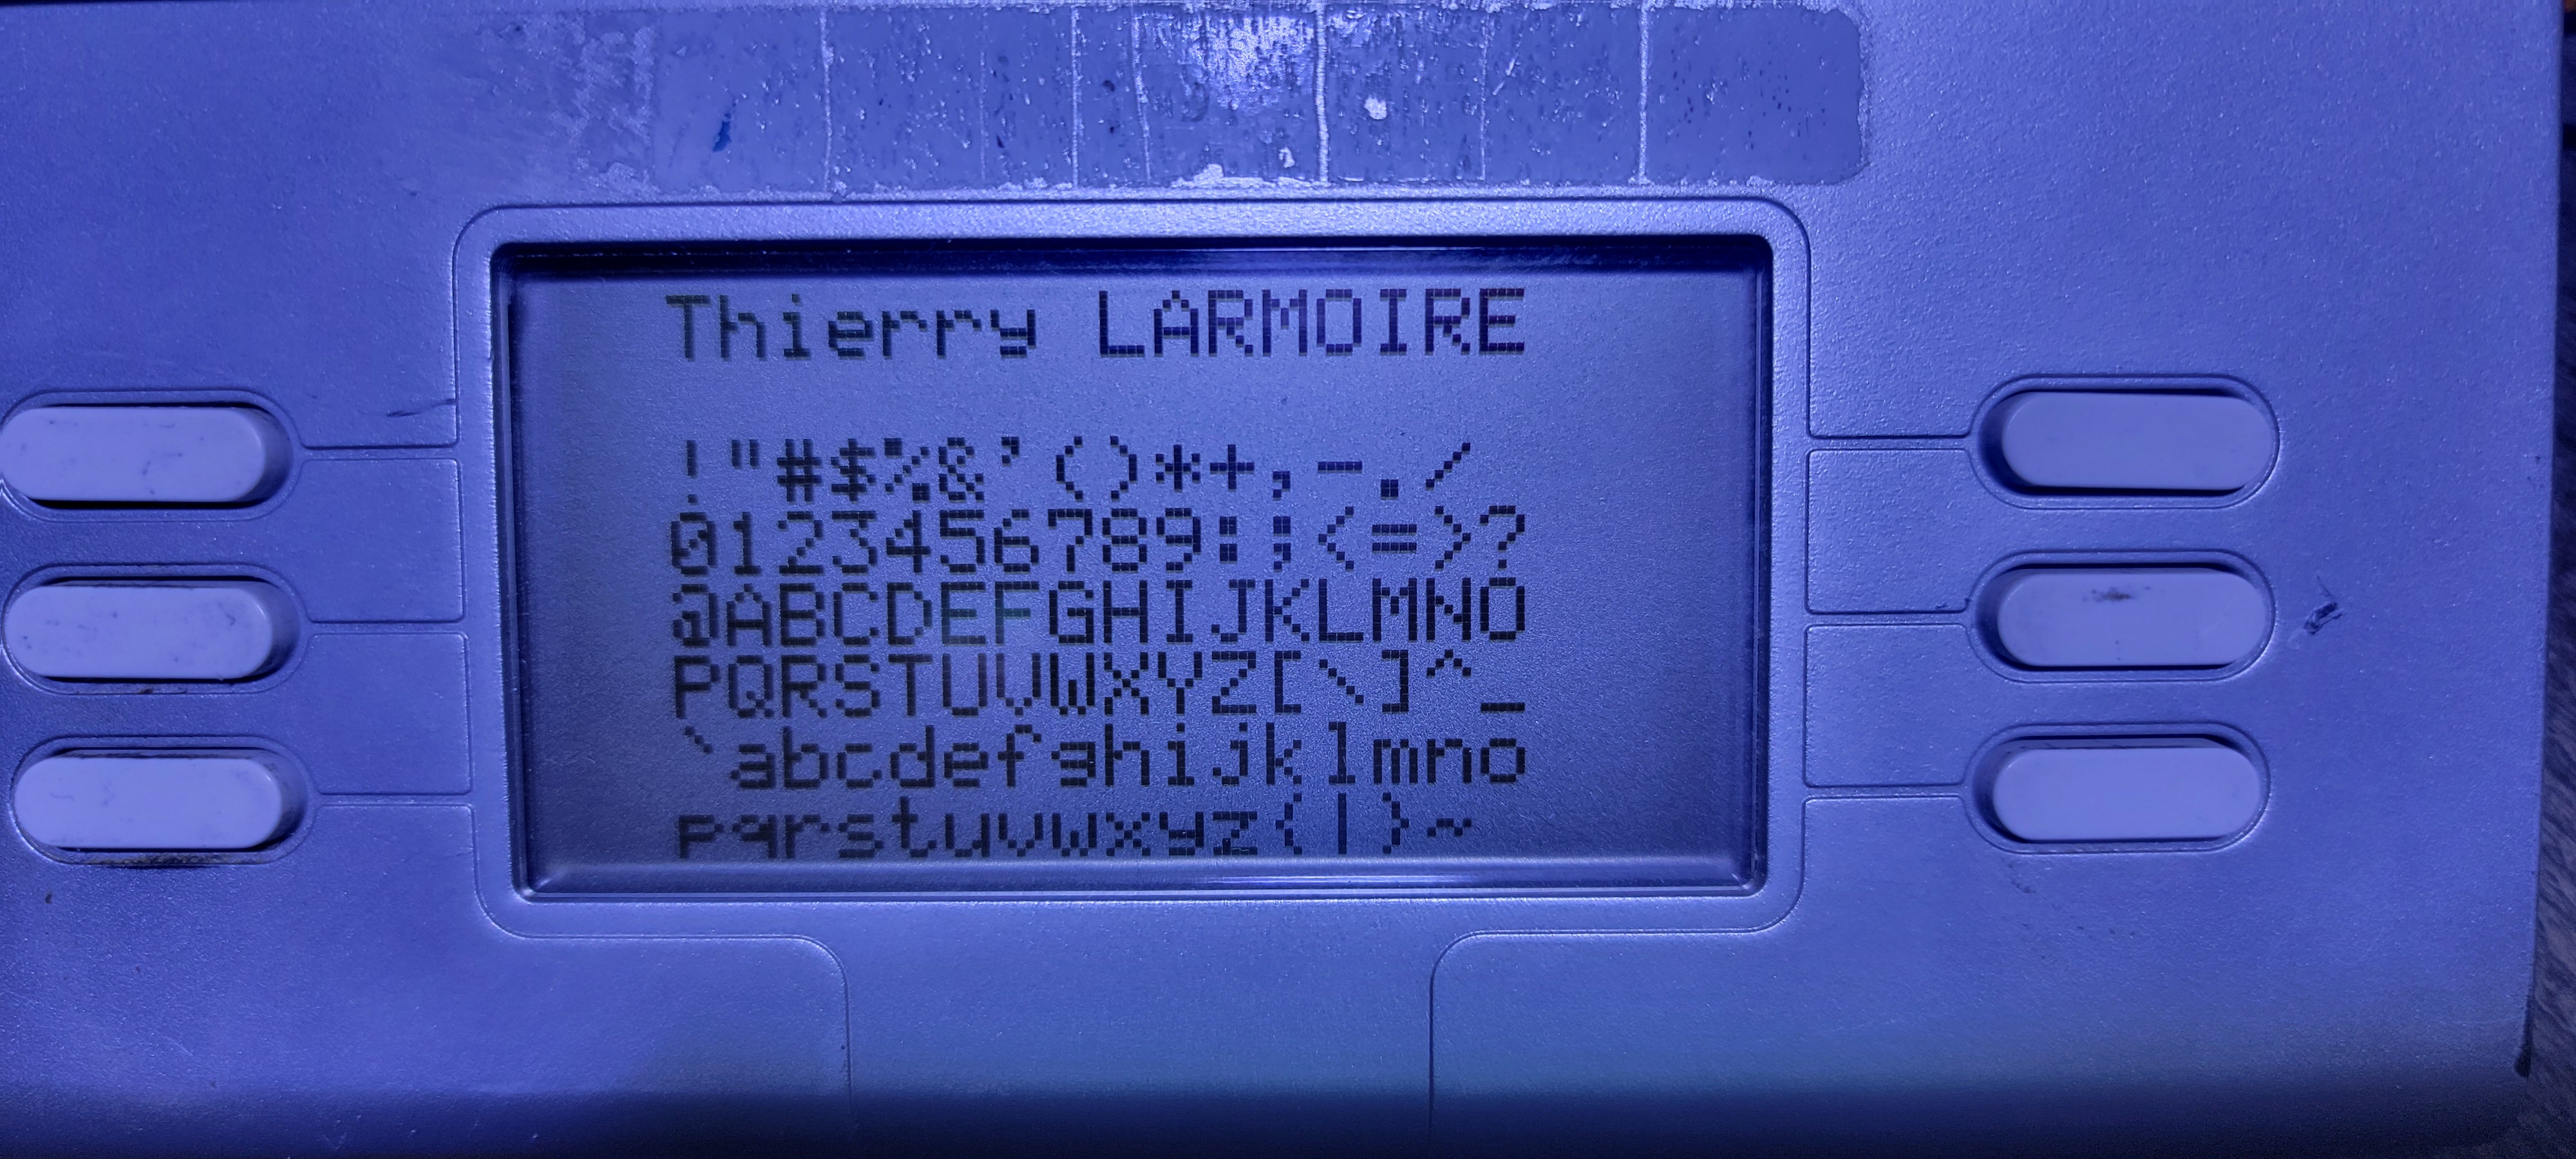 Thierry LARMOIRE
!"#$%&'()*+,-./
0123456789:;<=>?
@ABCDEFGHIJKLMNO
PQRSTUVWXYZ[\]^_
`abcdefghijklmno
pqrstuvwxyz{|}~